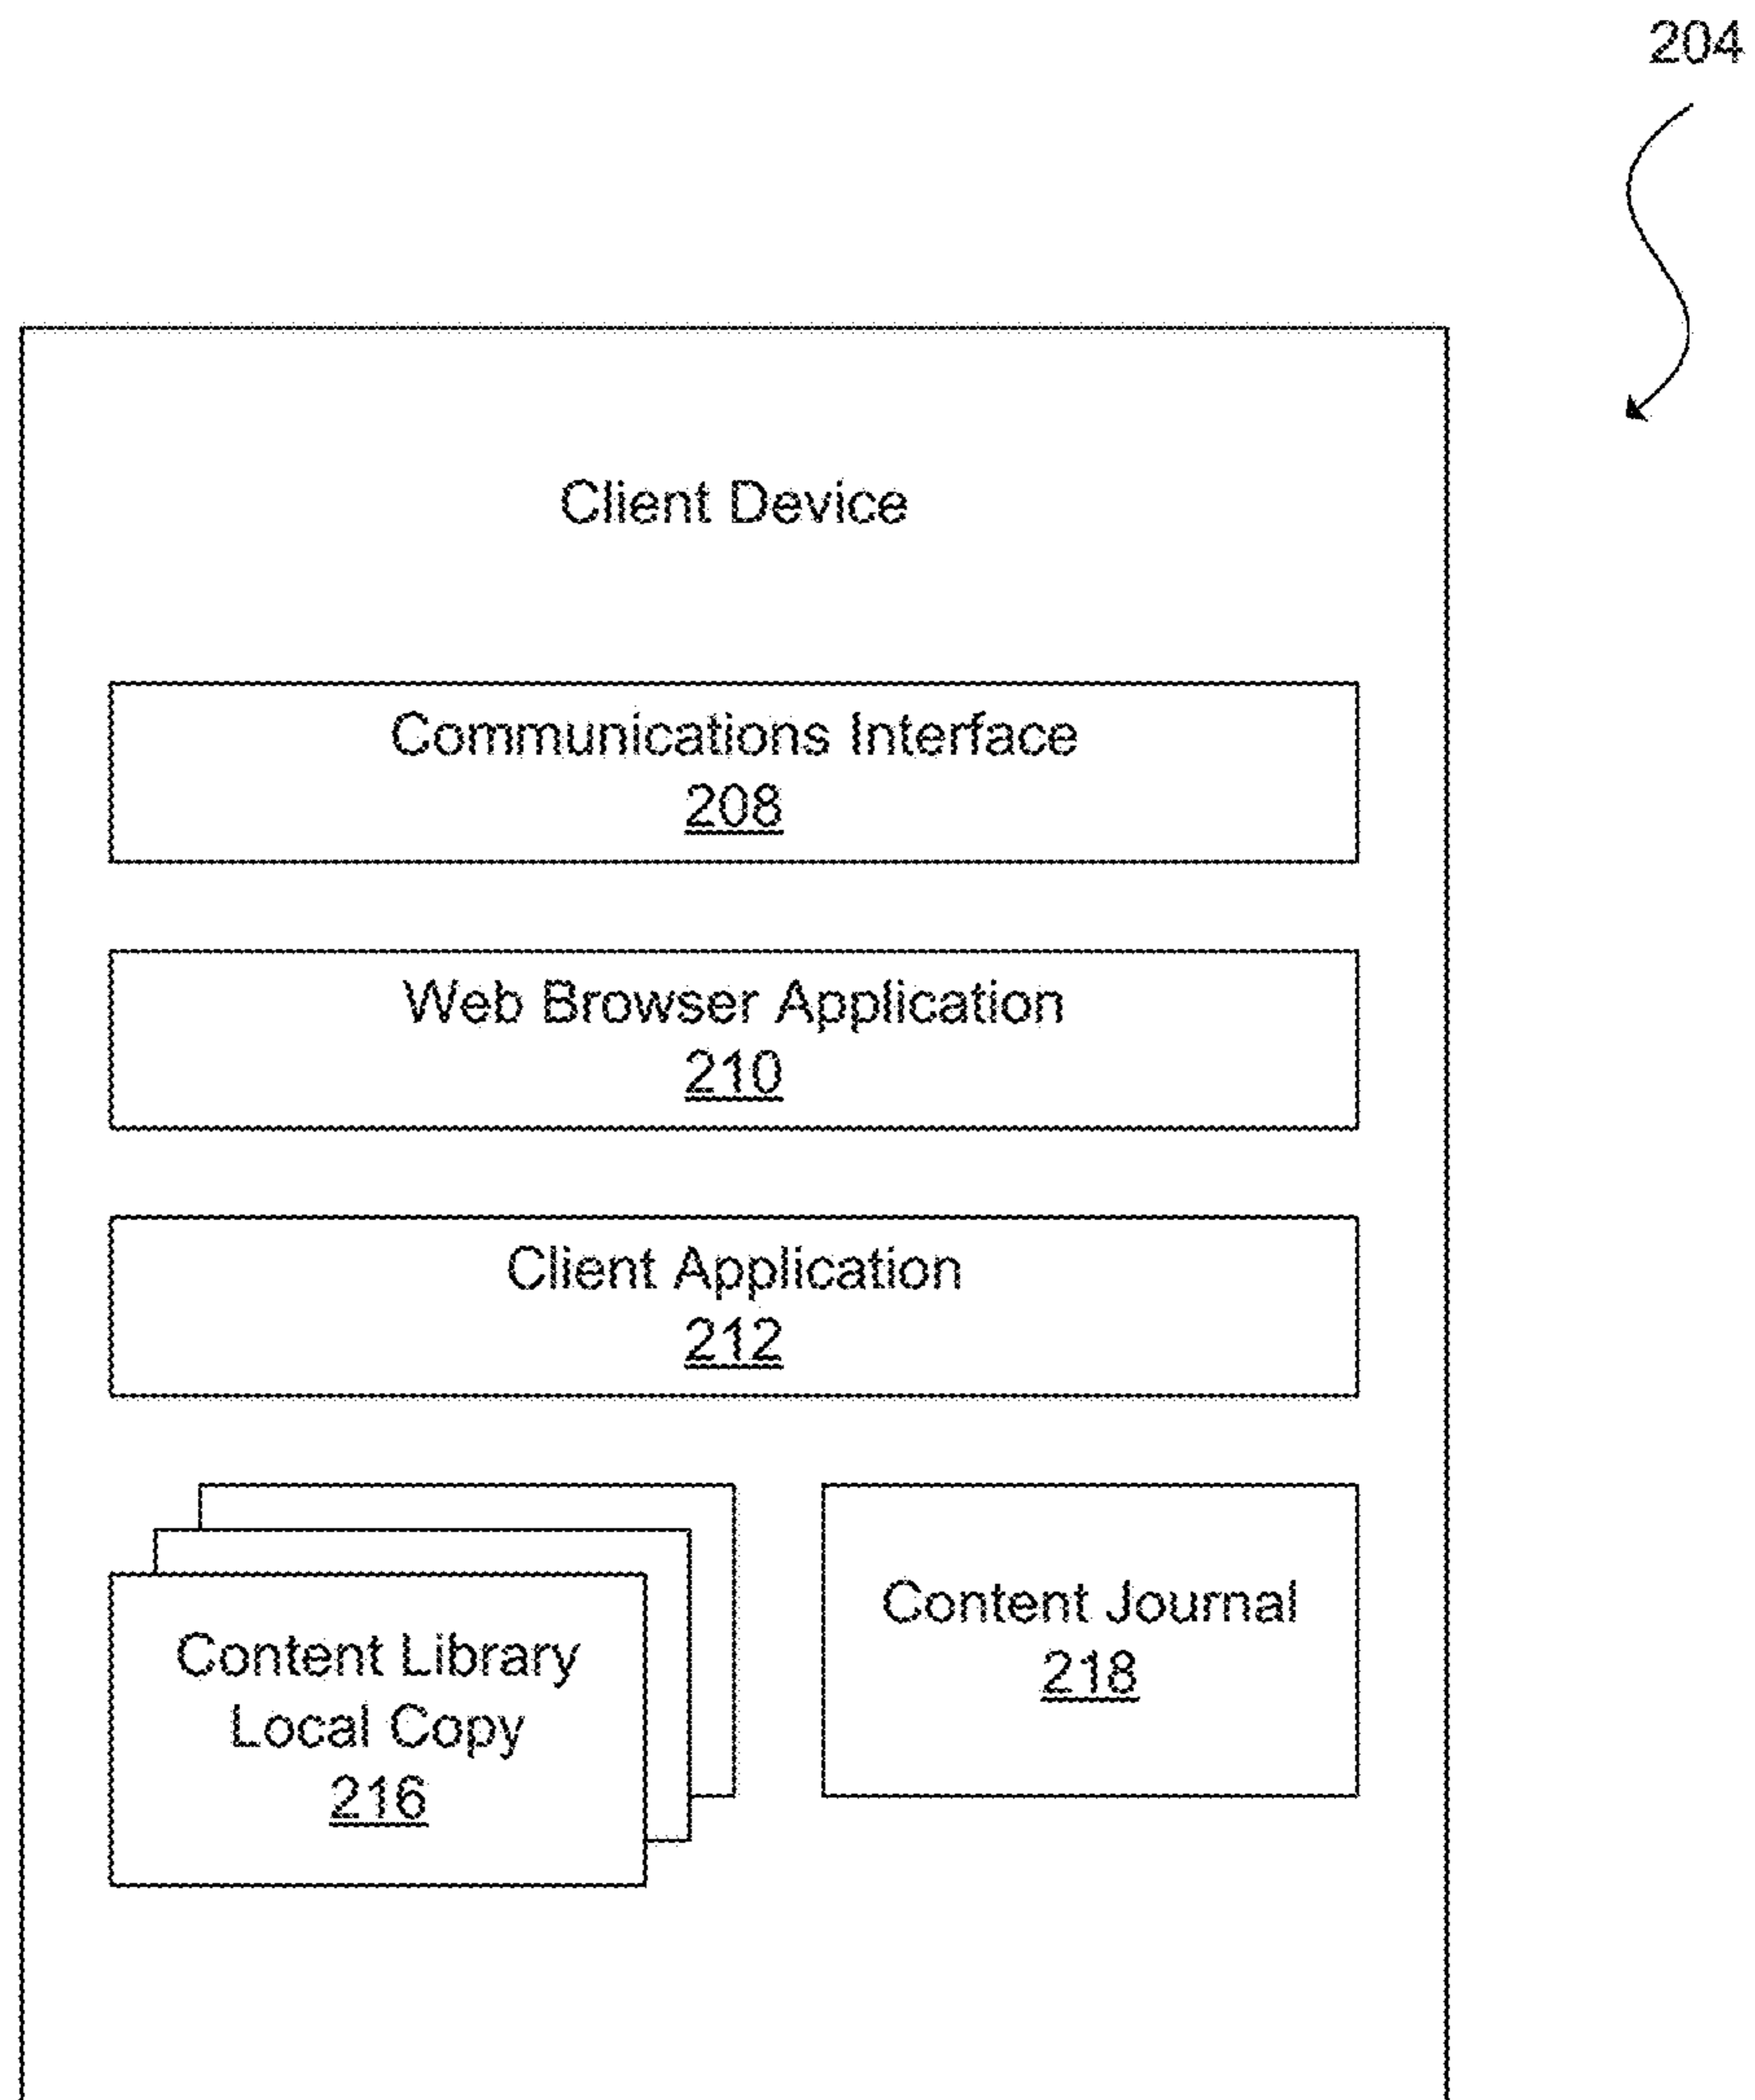 204
Client Device
Communications Interface
208
Web Browser Application
210
Client Application
212
Content Library
Local Copy
216
Content Journal
218